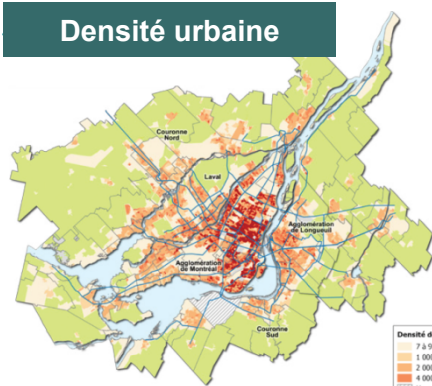 Densité urbaine
Couronne
Nord
Laval
Agglomération
de Longueuil
Agglomération
de Montréal
Couronne
Sud
Densité d
7 à 9
1 000
2 000
4 000